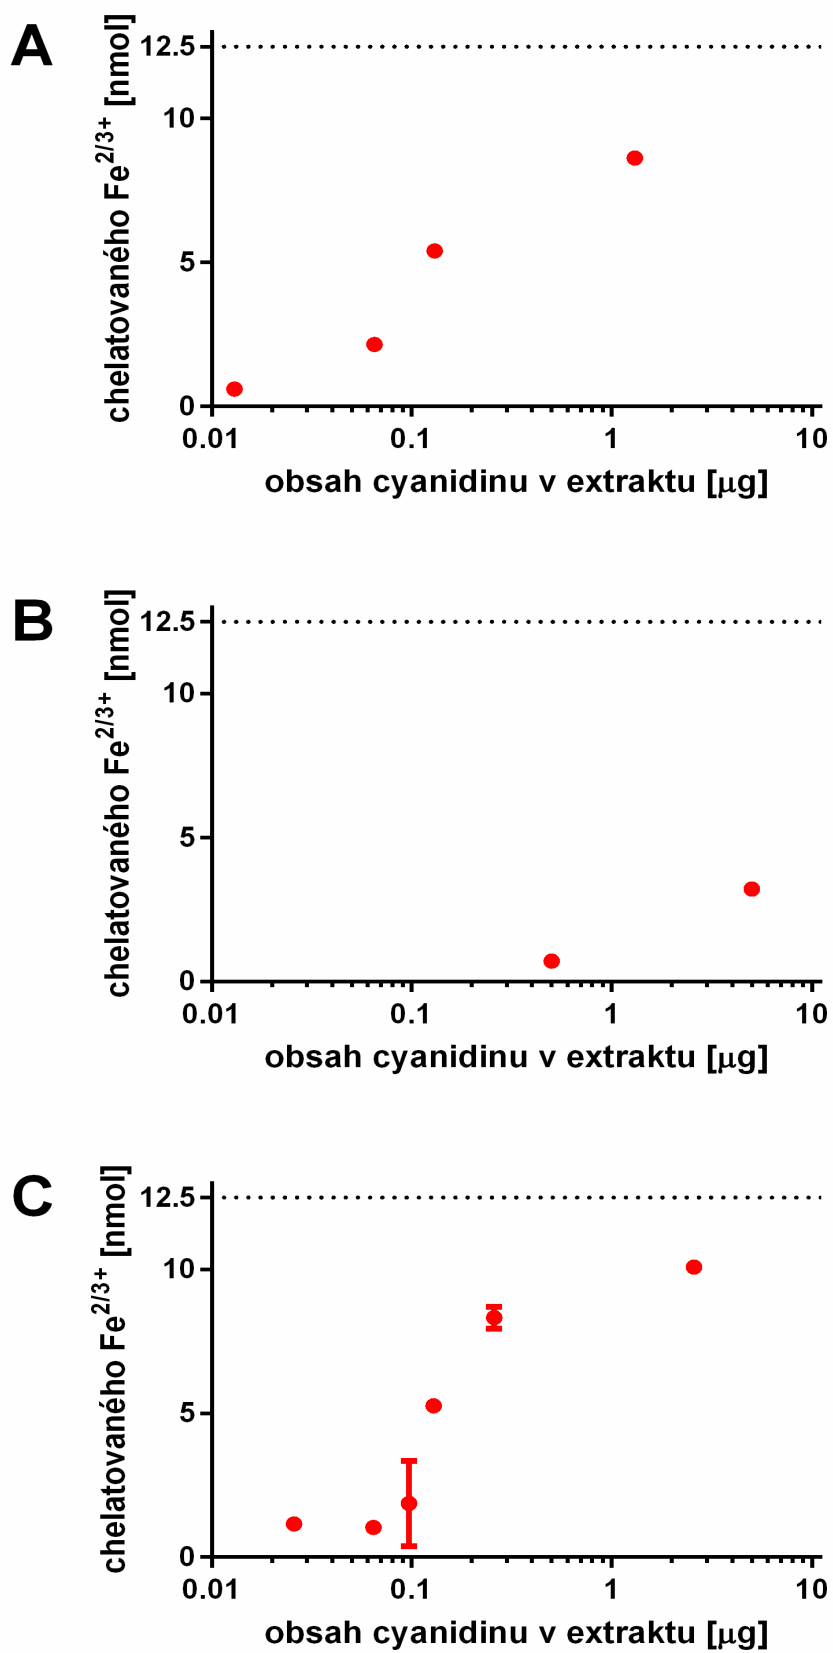 A
chelatovaného Fe2/3+ [nmol]
12.5
10
5
0
0.01 0.1 1 10
obsah cyanidinu v extraktu [µg]
B
chelatovaného Fe2/3+ [nmol]
12.5
10
5
0
0.01 0.1 1 10
obsah cyanidinu v extraktu [µg]
C
chelatovaného Fe2/3+ [nmol]
12.5
10
5
0
0.01 0.1 1 10
obsah cyanidinu v extraktu [µg]